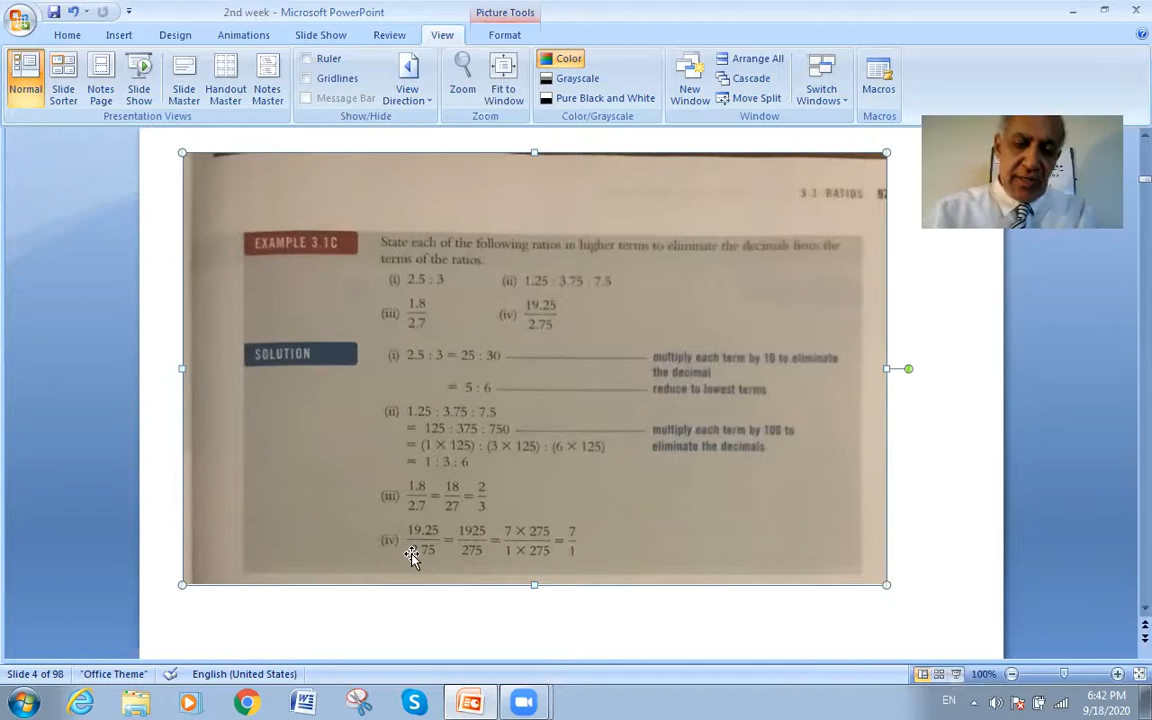 2nd week - Microsoft PowerPoint
Picture Tools
Home Insert Design Animations Slide Show Review View Format
Normal
Slide Sorter
Notes Page
Slide Show
Slide Master
Handout Master
Notes Master
Presentation Views
Ruler
Gridlines
Message Bar
View Direction
Show/Hide
Zoom
Fit to Window
Zoom
Color
Grayscale
Pure Black and White
Color/Grayscale
New Window
Arrange All
Cascade
Move Split
Switch Windows
Window
Macros
Macros
3.1 RATIOS
EXAMPLE 3.1C
State each of the following ratios in higher terms to eliminate the decimals from the
terms of the ratios.
(i) 2.5 : 3 (ii) 1.25 : 3.75 : 7.5
(iii) 1.8/2.7 (iv) 19.25/2.75
SOLUTION
(i) 2.5 : 3 = 25 : 30 multiply each term by 10 to eliminate
the decimal
= 5 : 6 reduce to lowest terms
(ii) 1.25 : 3.75 : 7.5
= 125 : 375 : 750 multiply each term by 100 to
= (1 × 125) : (3 × 125) : (6 × 125) eliminate the decimals
= 1 : 3 : 6
(iii) 1.8/2.7 = 18/27 = 2/3
(iv) 19.25/2.75 = 1925/275 = 7 × 275/1 × 275 = 7/1
Slide 4 of 98 "Office Theme" English (United States) 100%
EN
6:42 PM
9/18/2020